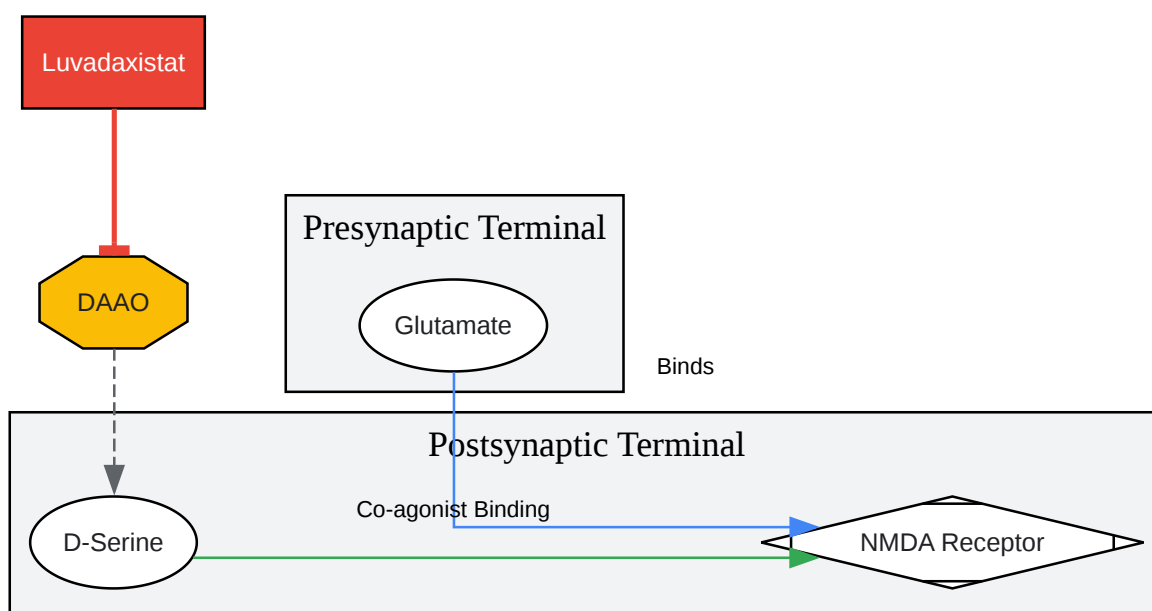 Luvadaxistat
Presynaptic Terminal
DAAO
Glutamate
Binds
Postsynaptic Terminal
Co-agonist Binding
D-Serine
NMDA Receptor